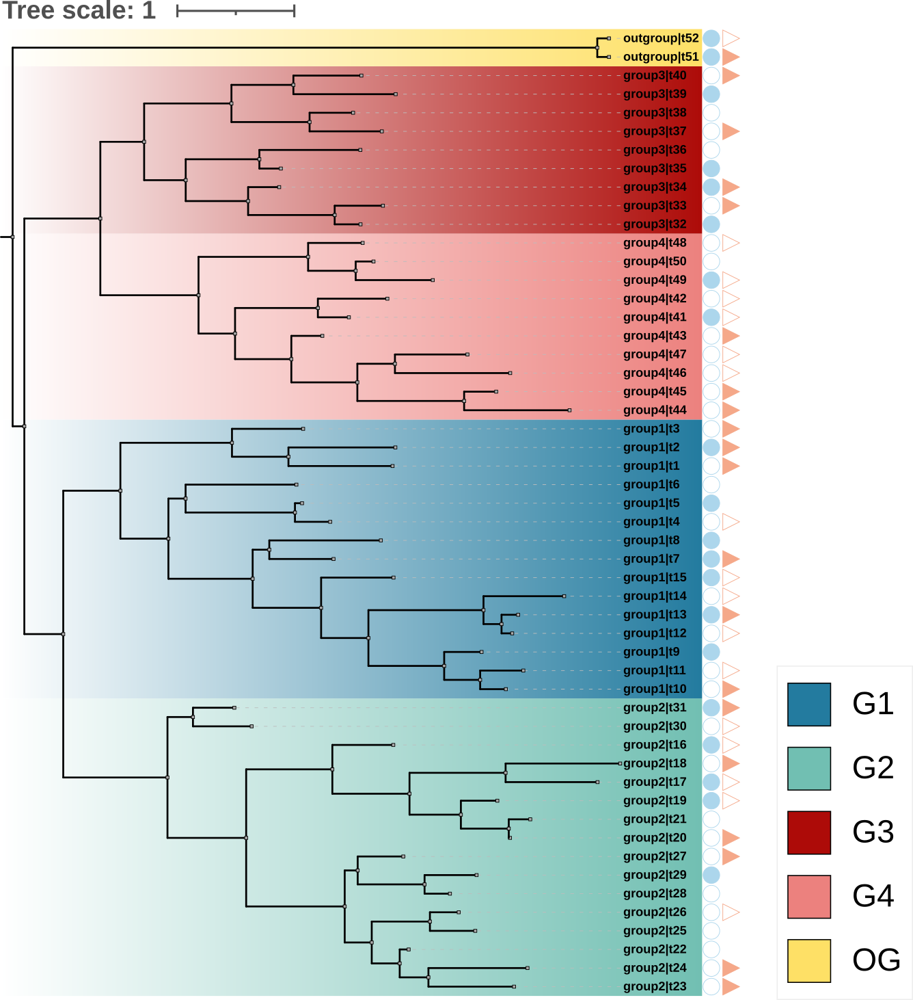 Tree scale: 1
outgroup|t52
outgroup|t51
group3|t40
group3|t39
group3|t38
group3|t37
group3|t36
group3|t35
group3|t34
group3|t33
group3|t32
group4|t48
group4|t50
group4|t49
group4|t42
group4|t41
group4|t43
group4|t47
group4|t46
group4|t45
group4|t44
group1|t3
group1|t2
group1|t1
group1|t6
group1|t5
group1|t4
group1|t8
group1|t7
group1|t15
group1|t14
group1|t13
group1|t12
group1|t9
group1|t11
group1|t10
group2|t31
group2|t30
group2|t16
group2|t18
group2|t17
group2|t19
group2|t21
group2|t20
group2|t27
group2|t29
group2|t28
group2|t26
group2|t25
group2|t22
group2|t24
group2|t23
G1
G2
G3
G4
OG